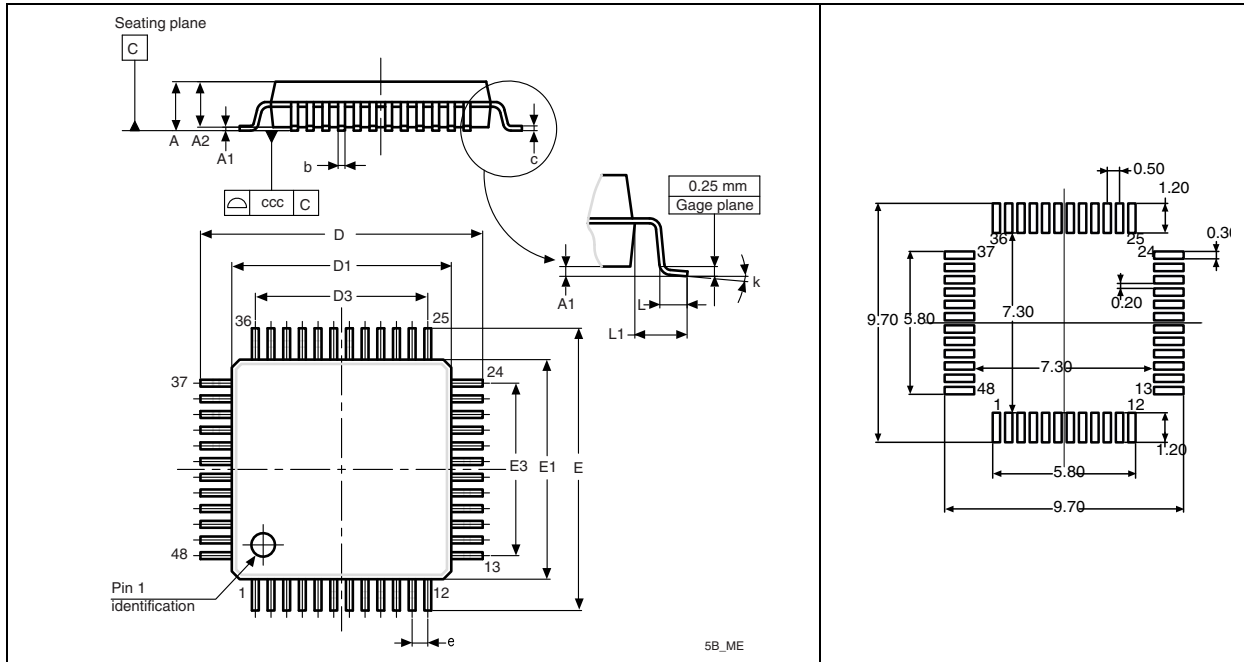 Seating plane
C
A
A2
A1
b
c
ccc C
0.25 mm
Gage plane
k
A1
L
L1
D
D1
D3
36
25
37
24
E3
E1
E
48
13
Pin 1
identification
1
12
e
5B_ME
0.50
1.20
36
25
37
24
0.30
0.20
9.70
5.80
7.30
7.30
48
13
1
12
1.20
5.80
9.70